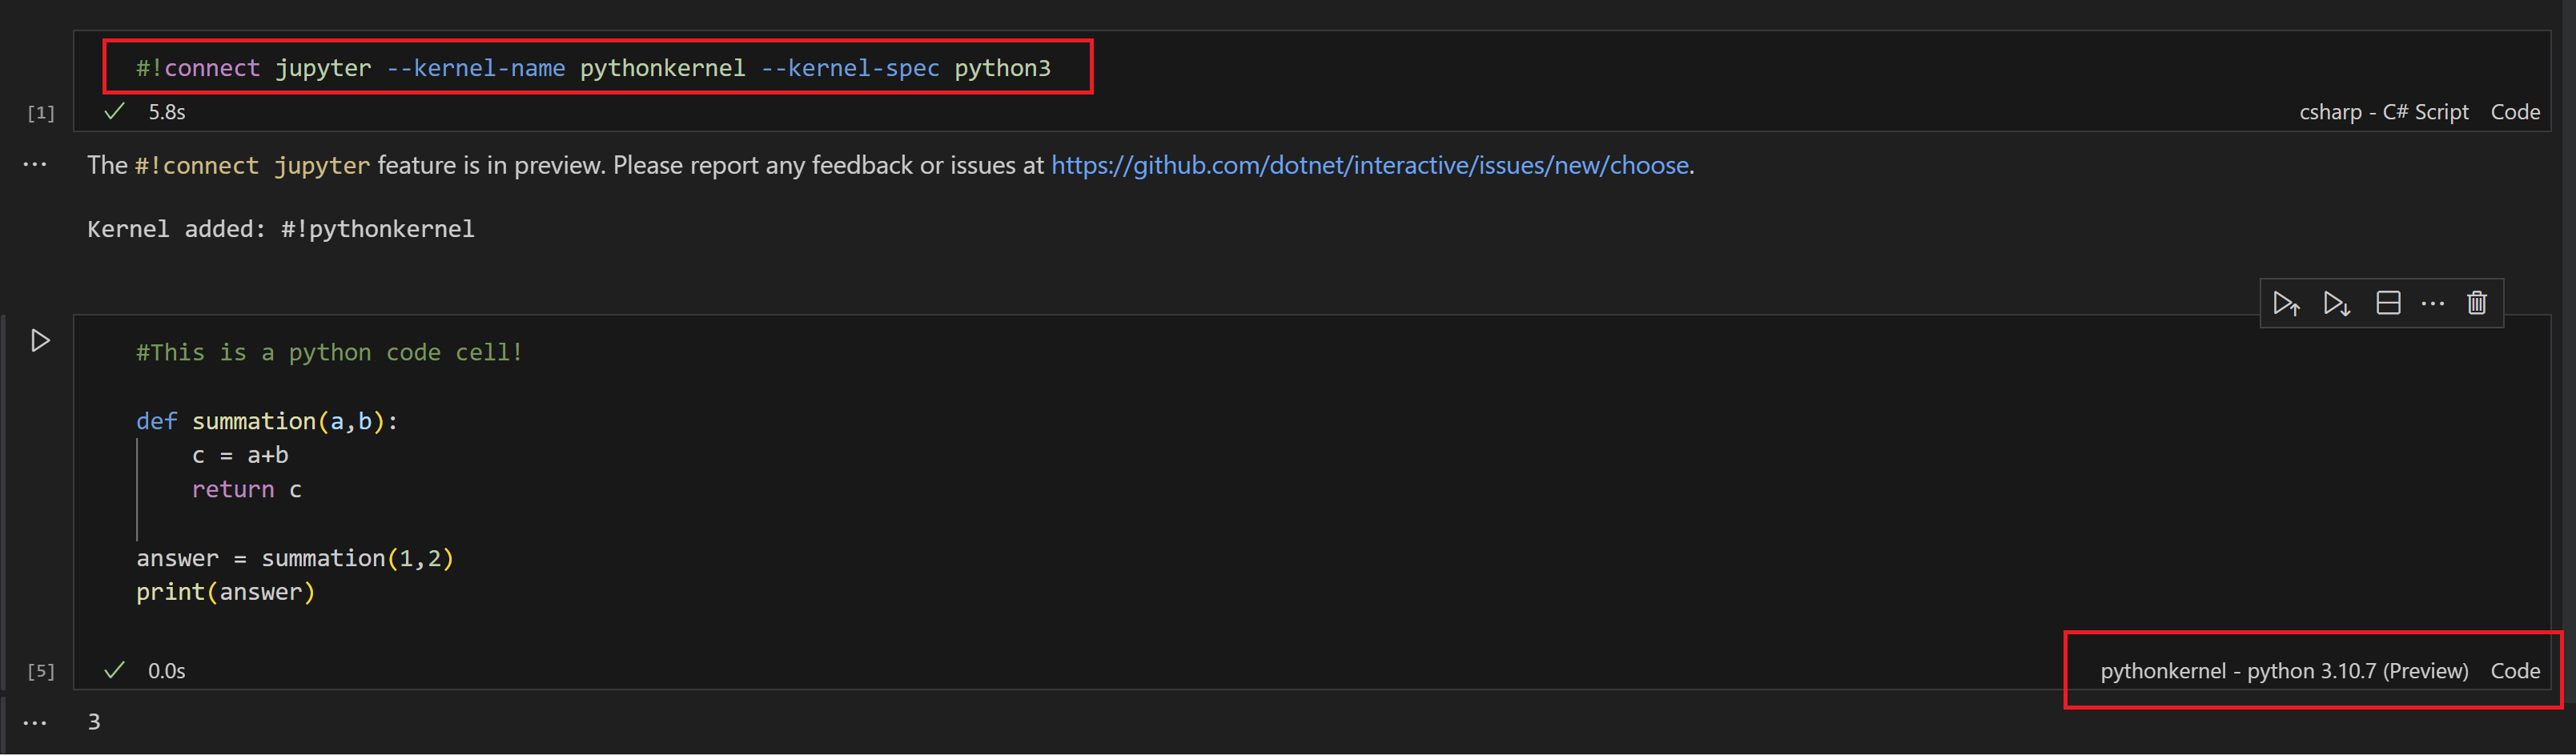 #!connect jupyter --kernel-name pythonkernel --kernel-spec python3
[1] 5.8s csharp - C# Script Code
... The #!connect jupyter feature is in preview. Please report any feedback or issues at https://github.com/dotnet/interactive/issues/new/choose.
Kernel added: #!pythonkernel
#This is a python code cell!
def summation(a,b):
    c = a+b
    return c
answer = summation(1,2)
print(answer)
[5] 0.0s pythonkernel - python 3.10.7 (Preview) Code
... 3